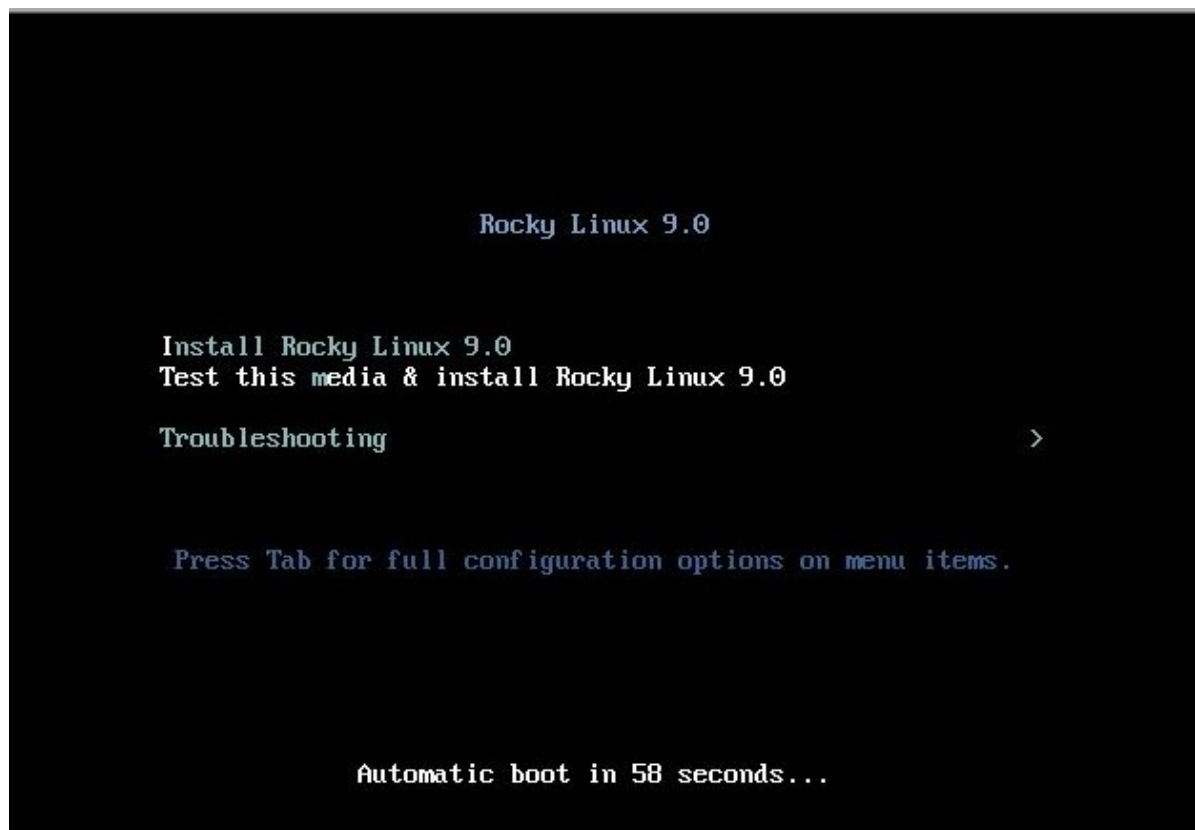 Rocky Linux 9.0
Install Rocky Linux 9.0
Test this media & install Rocky Linux 9.0
Troubleshooting >
Press Tab for full configuration options on menu items.
Automatic boot in 58 seconds...